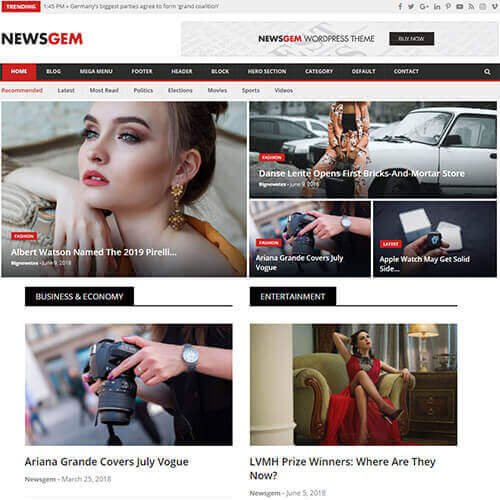 TRENDING 1:45 PM » Germany's biggest parties agree to form 'grand coalition'
NEWSGEM
NEWSGEM WORDPRESS THEME BUY NOW
HOME BLOG MEGA MENU FOOTER HEADER BLOCK HERO SECTION CATEGORY DEFAULT CONTACT
Recommended Latest Most Read Politics Elections Movies Sports Videos
FASHION
Albert Watson Named The 2019 Pirelli...
- June 9, 2018
FASHION
Danse Lente Opens First Bricks-And-Mortar Store
- June 9, 2018
FASHION
Ariana Grande Covers July
Vogue
LATEST
Apple Watch May Get Solid
Side...
BUSINESS & ECONOMY
Ariana Grande Covers July Vogue
Newsgem - March 25, 2018
ENTERTAINMENT
LVMH Prize Winners: Where Are They
Now?
Newsgem - June 5, 2018